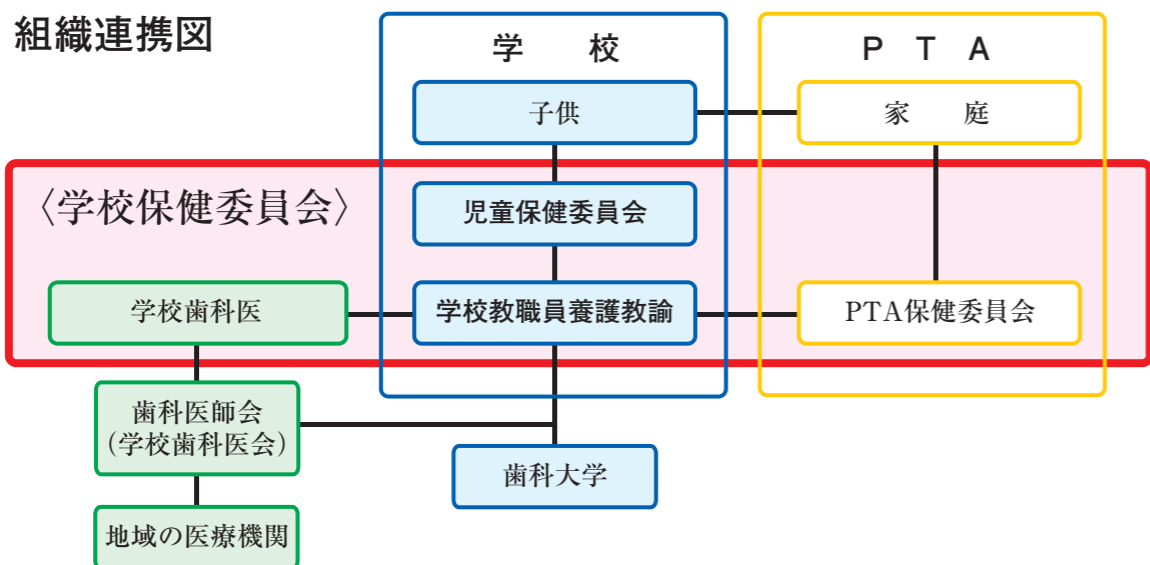 組織連携図
学校
PTA
子供
家庭
〈学校保健委員会〉
児童保健委員会
学校歯科医
学校教職員養護教諭
PTA保健委員会
歯科医師会
(学校歯科医会)
歯科大学
地域の医療機関